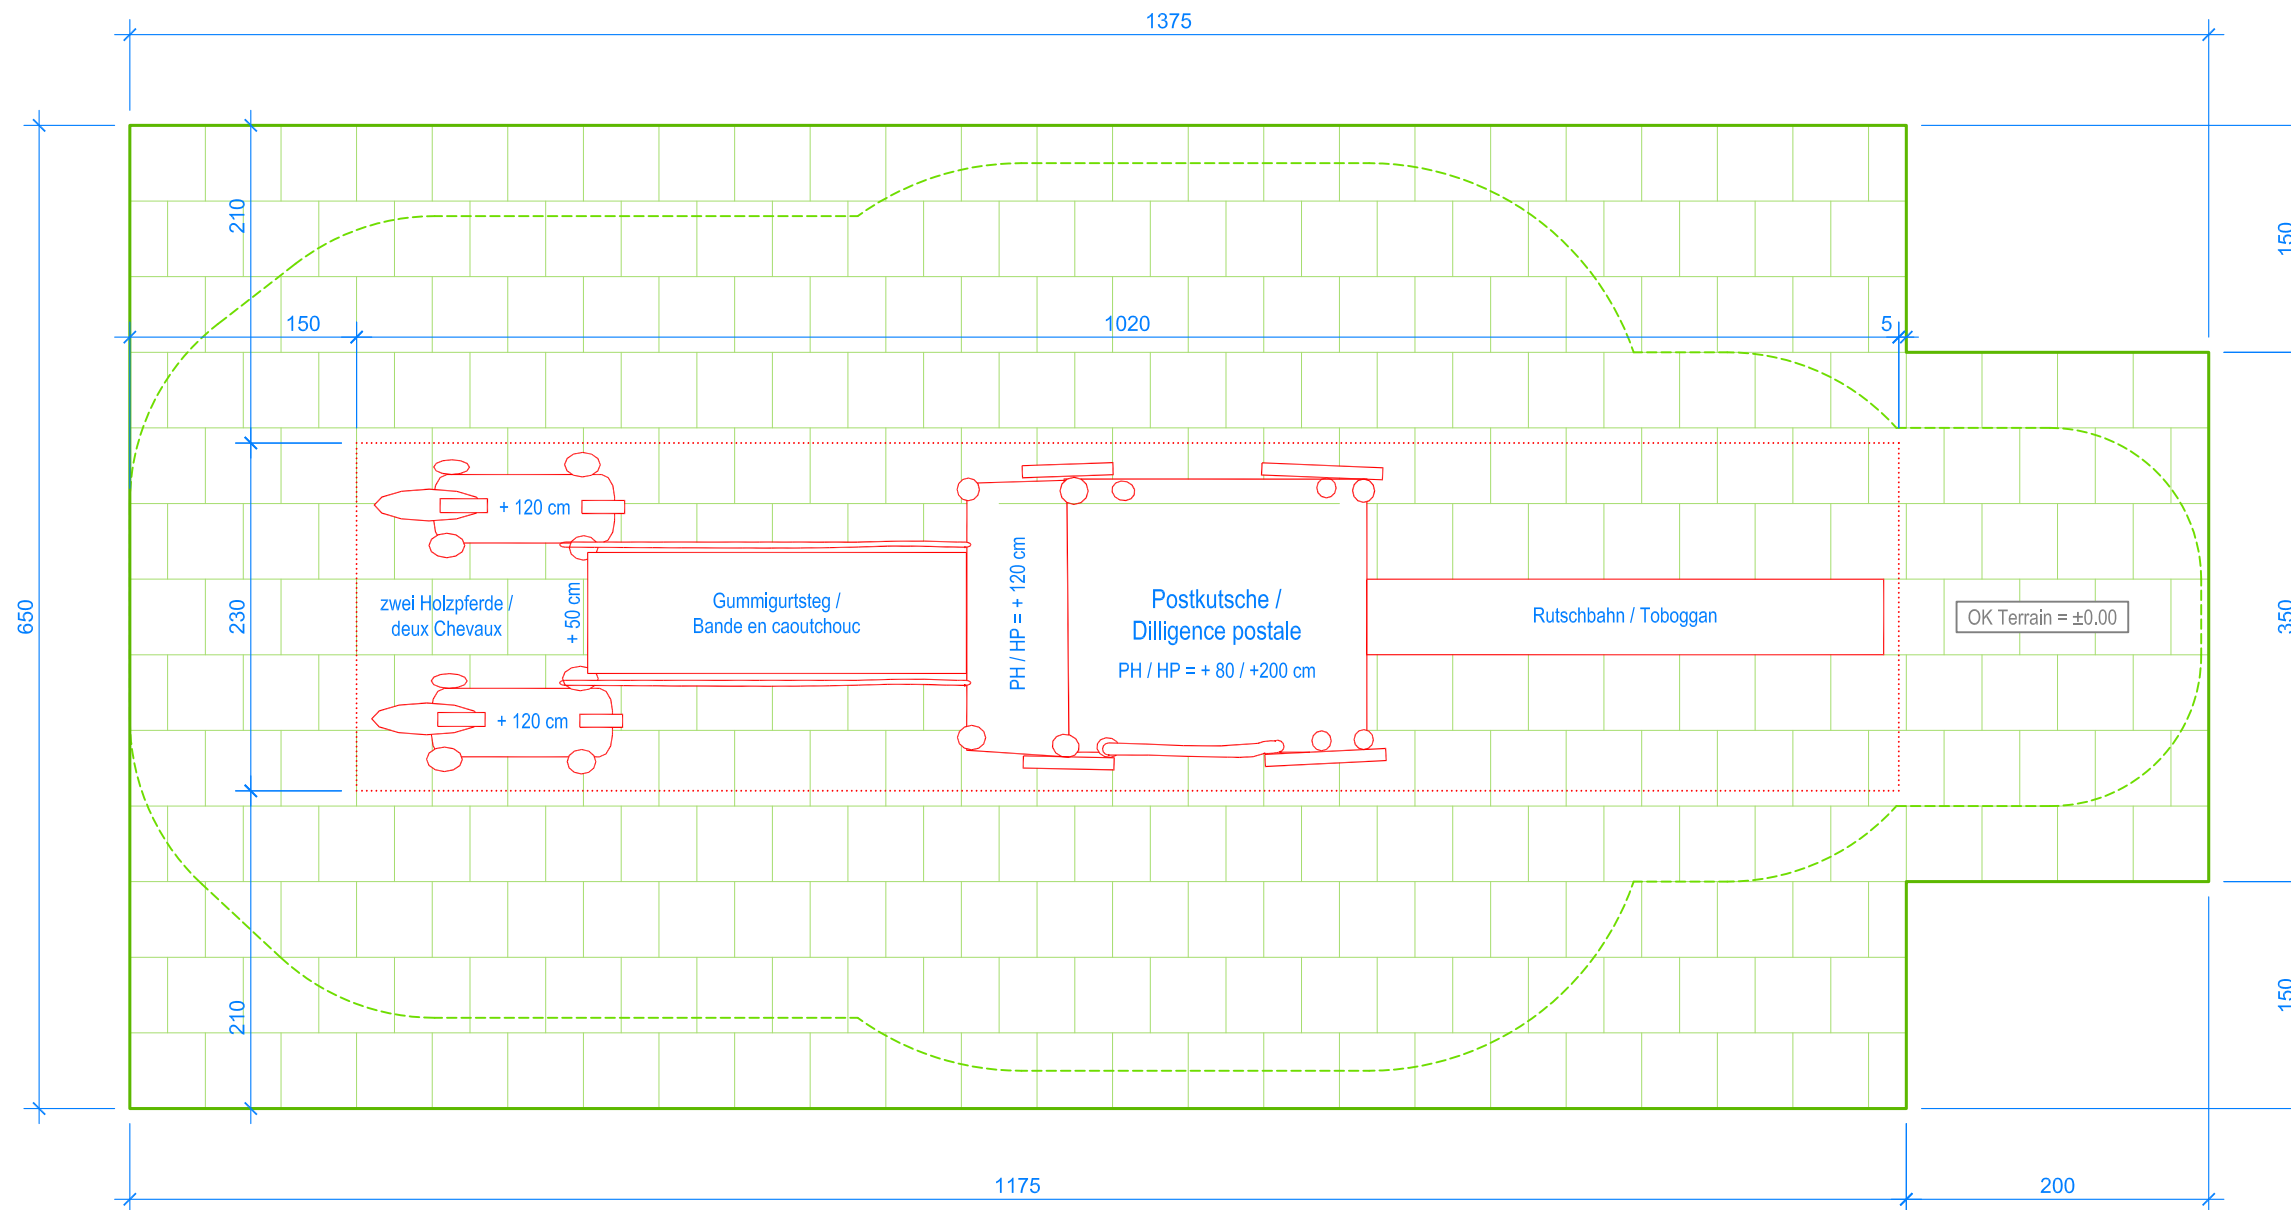 1375
210
150
650
150
1020
5
+ 120 cm
zwei Holzpferde /
deux Chevaux
+ 50 cm
Gummigurtsteg /
Bande en caoutchouc
PH / HP = + 120 cm
Postkutsche /
Dilligence postale
PH / HP = + 80 / +200 cm
Rutschbahn / Toboggan
OK Terrain = ±0.00
230
350
+ 120 cm
210
150
1175
200